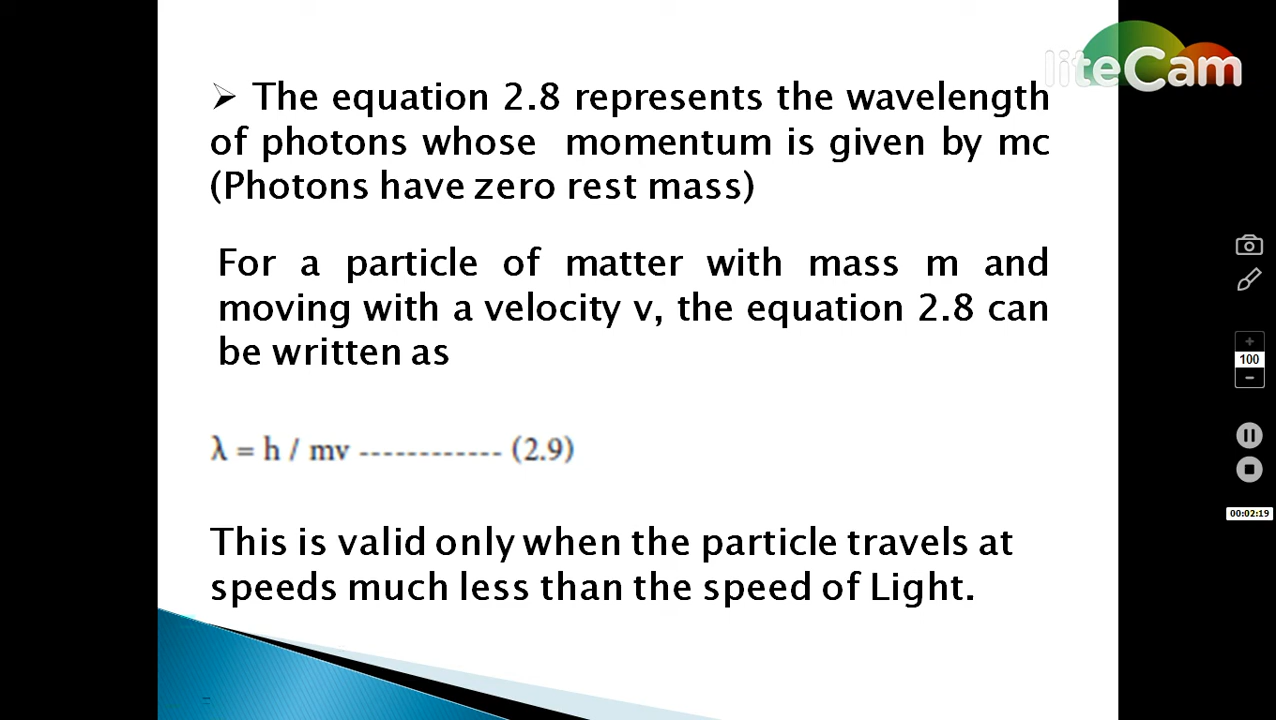 liteCam
➢ The equation 2.8 represents the wavelength
of photons whose momentum is given by mc
(Photons have zero rest mass)
For a particle of matter with mass m and
moving with a velocity v, the equation 2.8 can
be written as
λ = h / mv ------------ (2.9)
This is valid only when the particle travels at
speeds much less than the speed of Light.
100
00:02:19